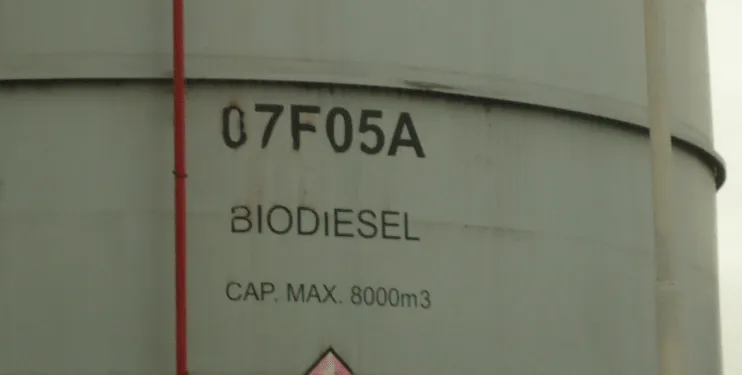 07F05A
BIODIESEL
CAP. MAX. 8000m3